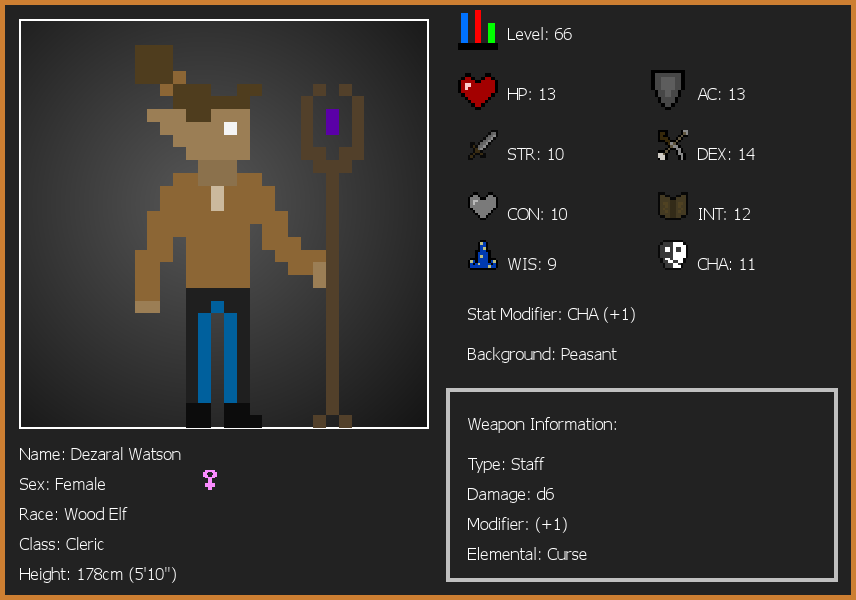 Level: 66
HP: 13
AC: 13
STR: 10
DEX: 14
CON: 10
INT: 12
WIS: 9
CHA: 11
Stat Modifier: CHA (+1)
Background: Peasant
Weapon Information:
Type: Staff
Damage: d6
Modifier: (+1)
Elemental: Curse
Name: Dezaral Watson
Sex: Female
Race: Wood Elf
Class: Cleric
Height: 178cm (5'10")